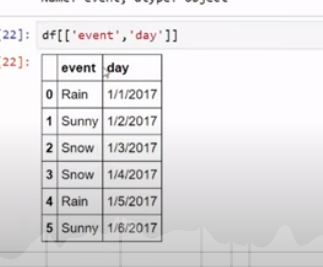 [22]: df[['event','day']]
[22]:
event day
0 Rain 1/1/2017
1 Sunny 1/2/2017
2 Snow 1/3/2017
3 Snow 1/4/2017
4 Rain 1/5/2017
5 Sunny 1/6/2017